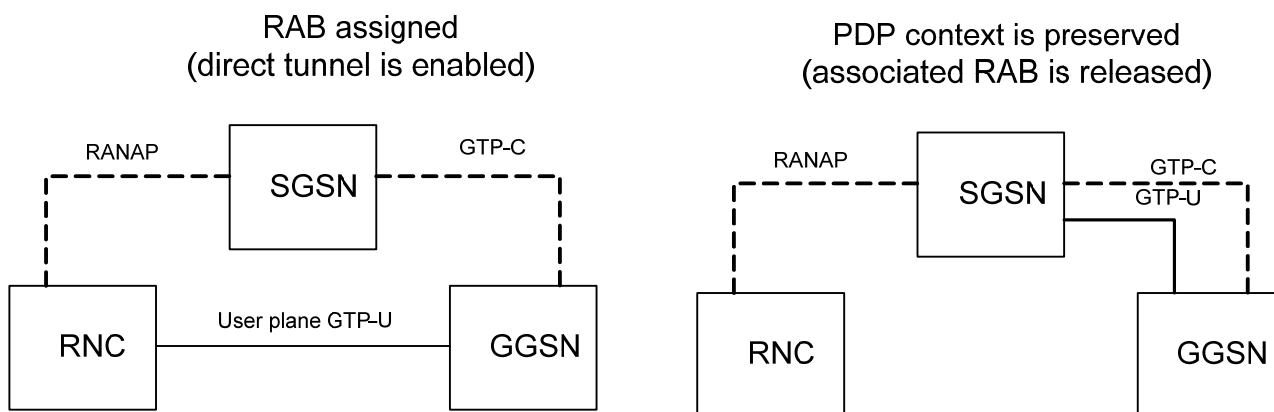 RAB assigned
(direct tunnel is enabled)
RANAP
GTP-C
SGSN
RNC
User plane GTP-U
GGSN
PDP context is preserved
(associated RAB is released)
RANAP
SGSN
GTP-C
GTP-U
RNC
GGSN